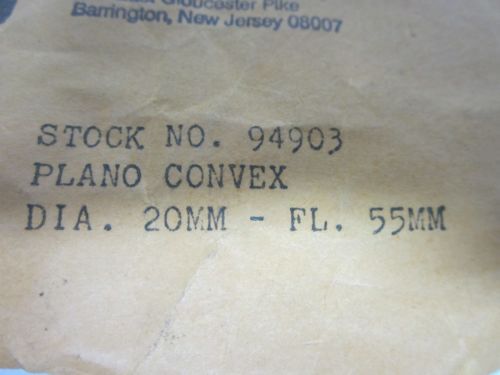 Gloucester Pike
Barrington, New Jersey 08007
STOCK NO. 94903
PLANO CONVEX
DIA. 20MM - FL. 55MM